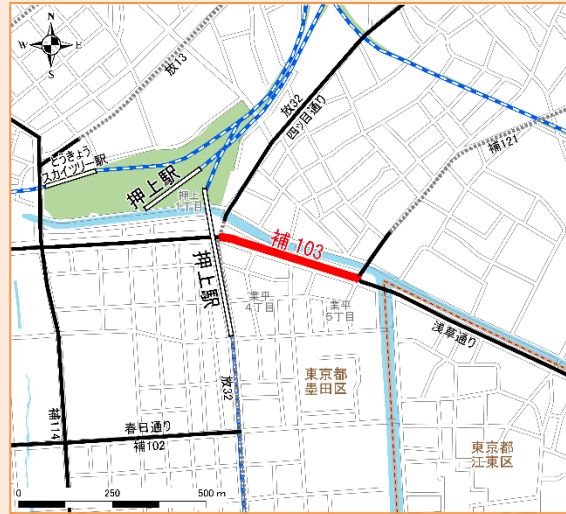 N
W
E
S
放13
とうきょう
スカイツリー駅
押上駅
押上
1丁目
放32
四ッ目通り
補121
補103
押上駅
業平
4丁目
業平
5丁目
浅草通り
東京都
墨田区
放32
春日通り
補102
補114
東京都
江東区
0
250
500 m